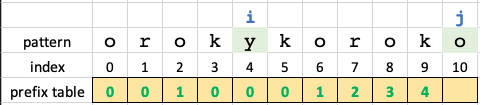 i j
pattern o r o k y k o r o k o
index 0 1 2 3 4 5 6 7 8 9 10
prefix table 0 0 1 0 0 0 1 2 3 4